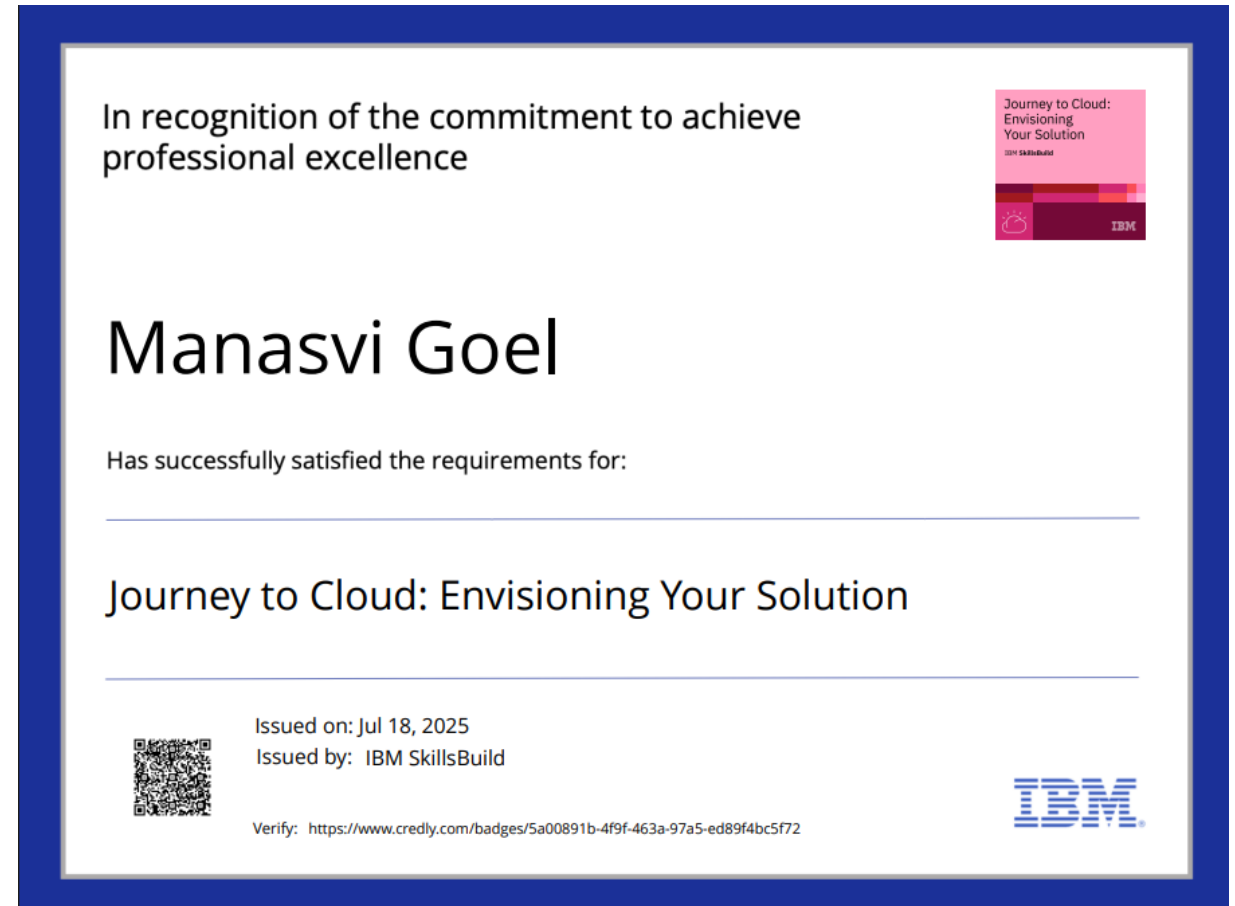 In recognition of the commitment to achieve
professional excellence
Journey to Cloud:
Envisioning
Your Solution
IBM SkillsBuild
IBM
Manasvi Goel
Has successfully satisfied the requirements for:
Journey to Cloud: Envisioning Your Solution
Issued on: Jul 18, 2025
Issued by: IBM SkillsBuild
Verify: https://www.credly.com/badges/5a00891b-4f9f-463a-97a5-ed89f4bc5f72
IBM®